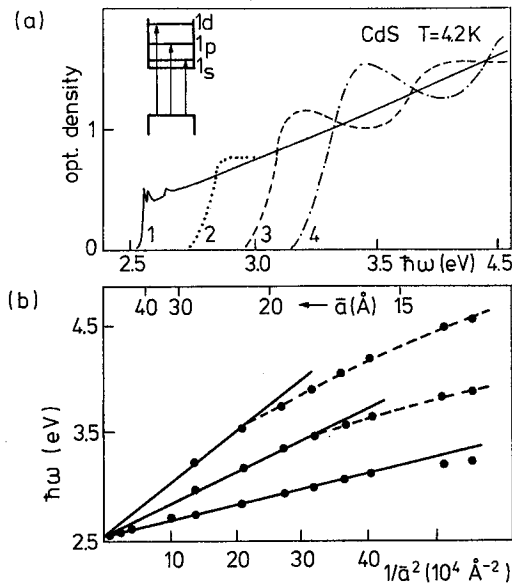 (a)
1d
1p
1s
CdS T=4.2K
opt. density
1
0
1 2 3 4
2.5 3.0 3.5 4.5
ħω(eV)
(b)
40 30 20 ← ā(Å) 15
ħω (eV)
4.5
3.5
2.5
0 10 20 30 40
1/ā² (10⁴ Å⁻²)